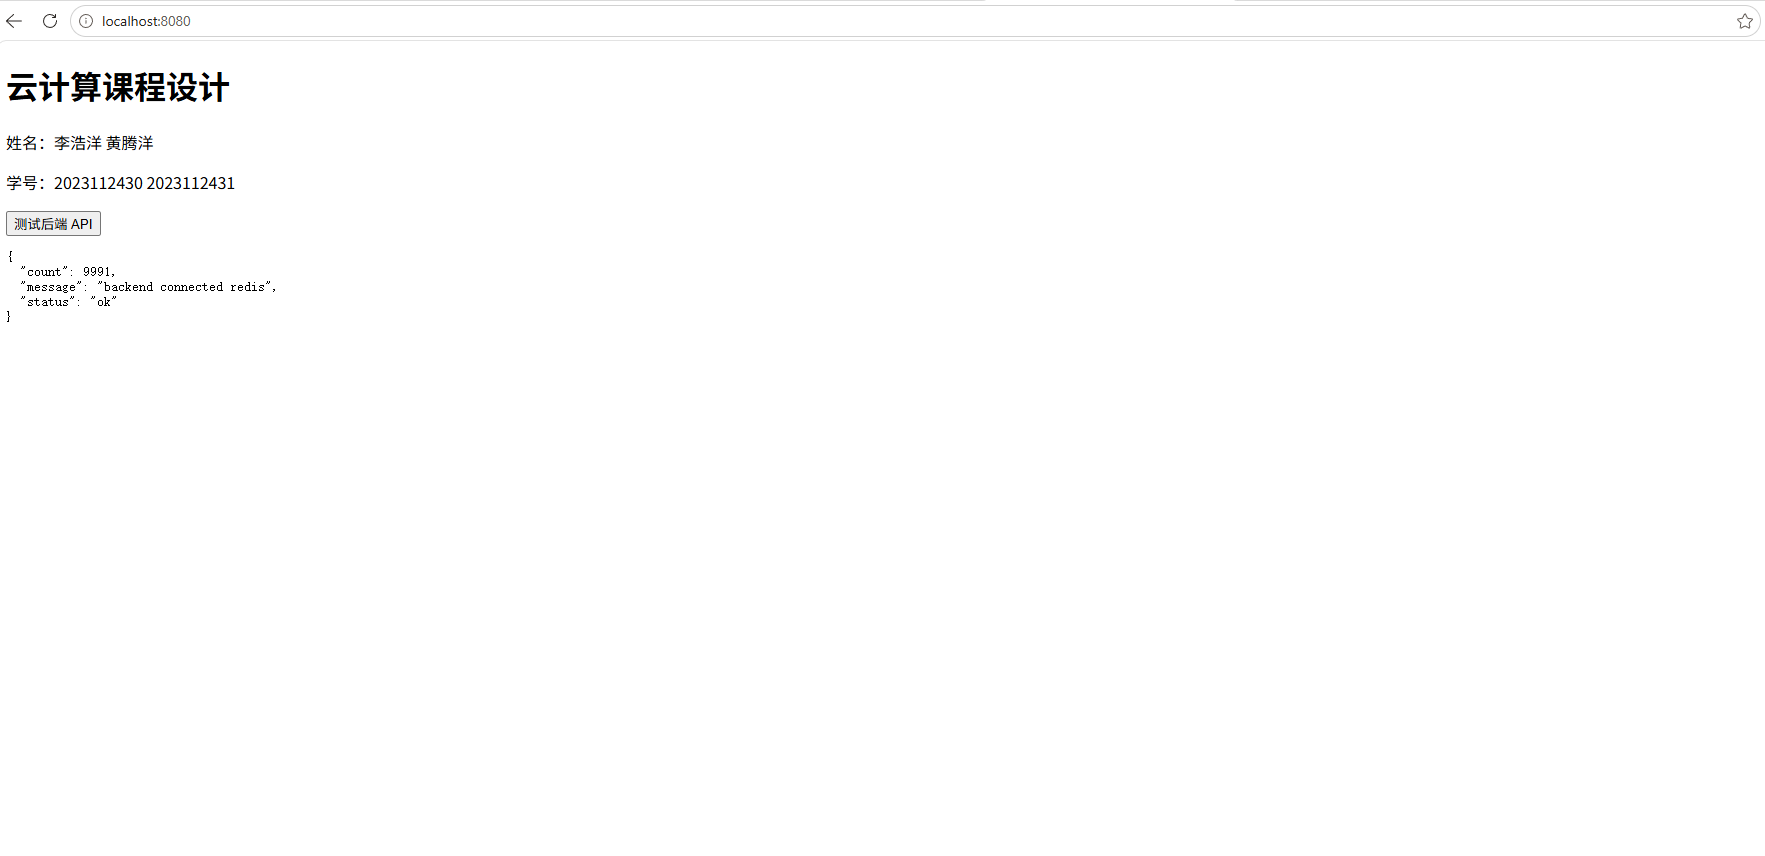 localhost:8080
云计算课程设计
姓名：李浩洋 黄腾洋
学号：2023112430 2023112431
测试后端 API
{
  "count": 9991,
  "message": "backend connected redis",
  "status": "ok"
}